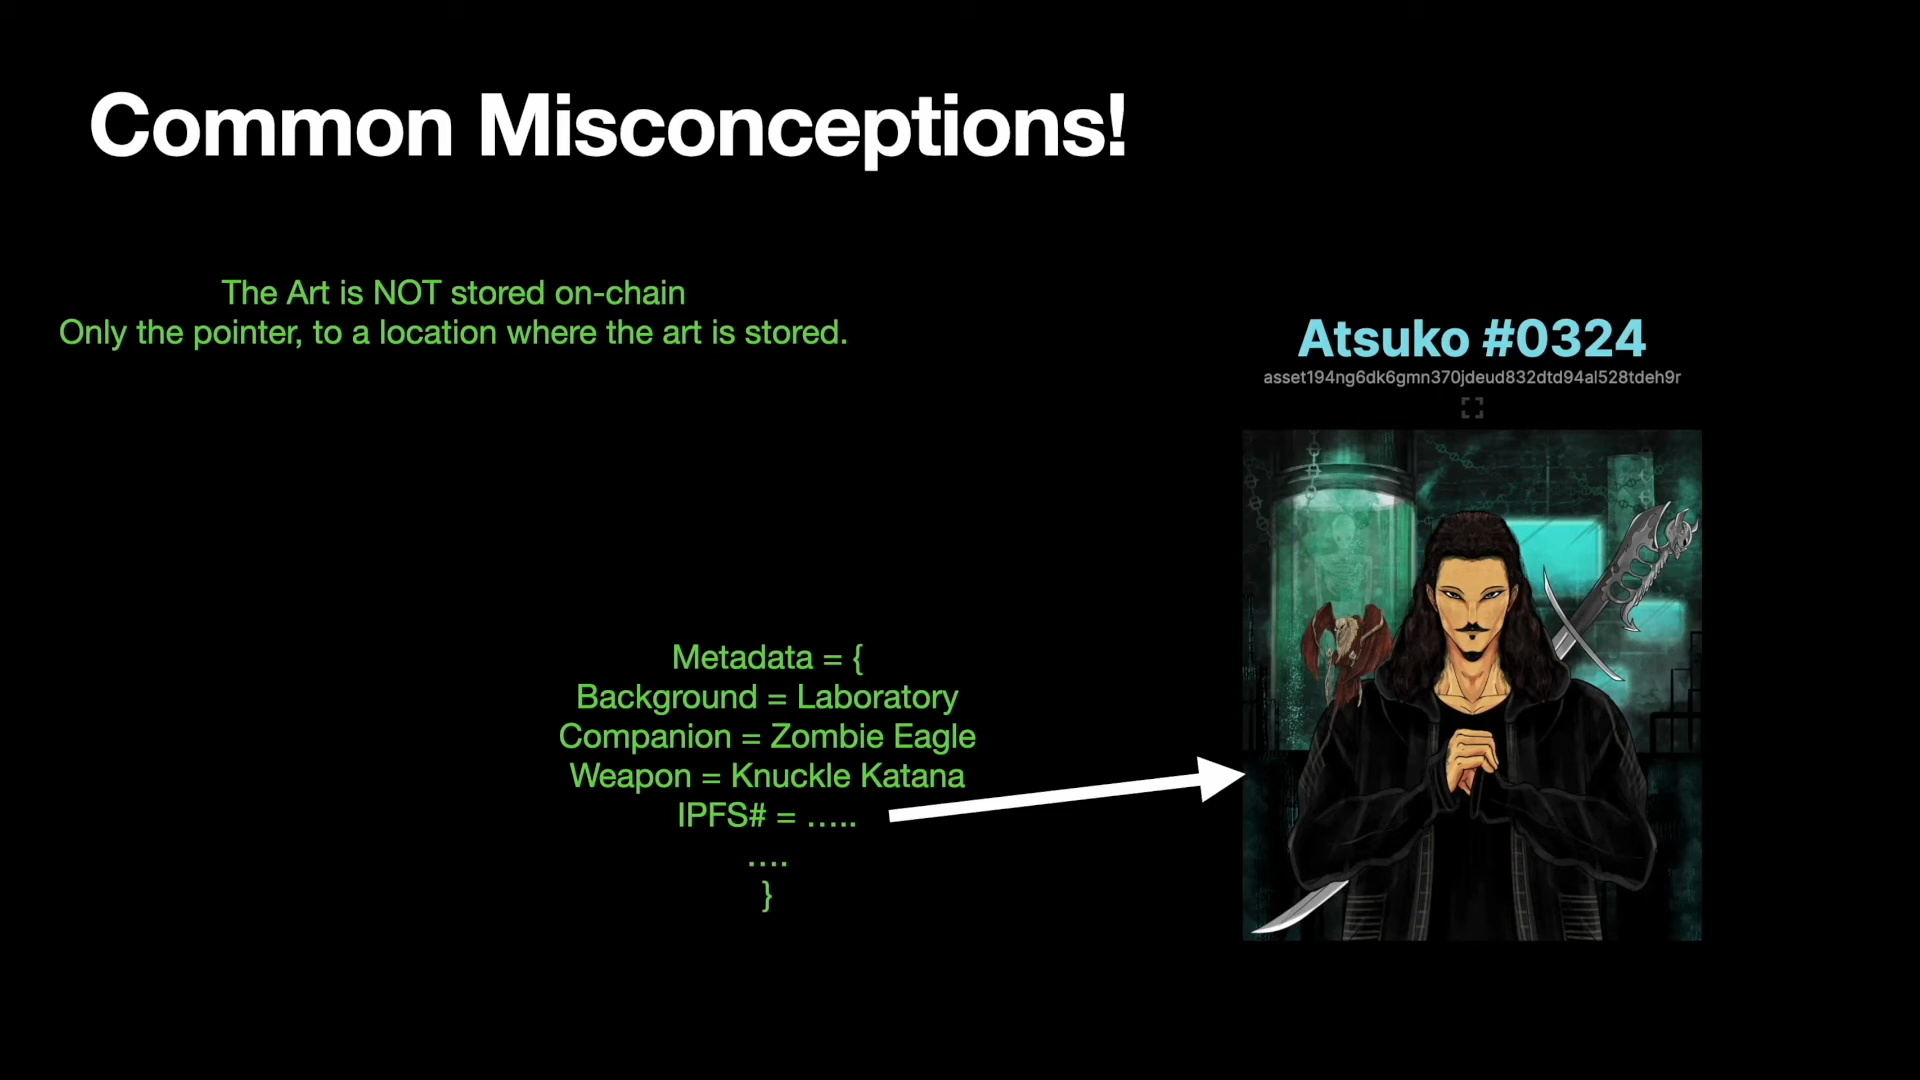 Common Misconceptions!
The Art is NOT stored on-chain
Only the pointer, to a location where the art is stored.
Atsuko #0324
asset194ng6dk6gmn370jdeud832dtd94al528tdeh9r
Metadata = {
Background = Laboratory
Companion = Zombie Eagle
Weapon = Knuckle Katana
IPFS# = …..
….
}